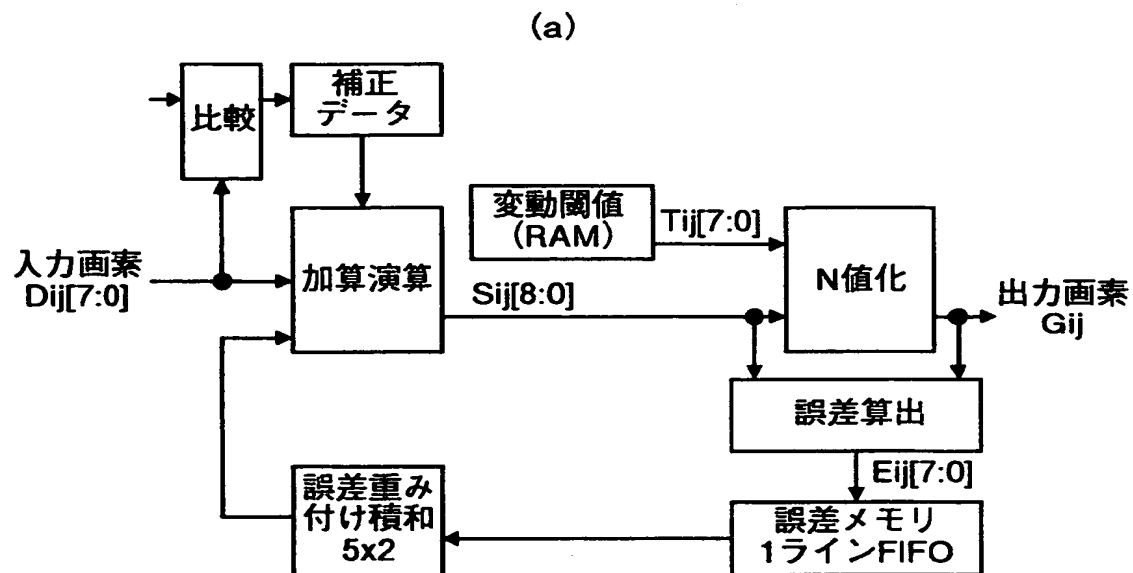 (a)
比較
補正
データ
変動閾値
(RAM)
Tij[7:0]
入力画素
Dij[7:0]
加算演算
Sij[8:0]
N値化
出力画素
Gij
誤差算出
Eij[7:0]
誤差重み
付け積和
5x2
誤差メモリ
1ラインFIFO